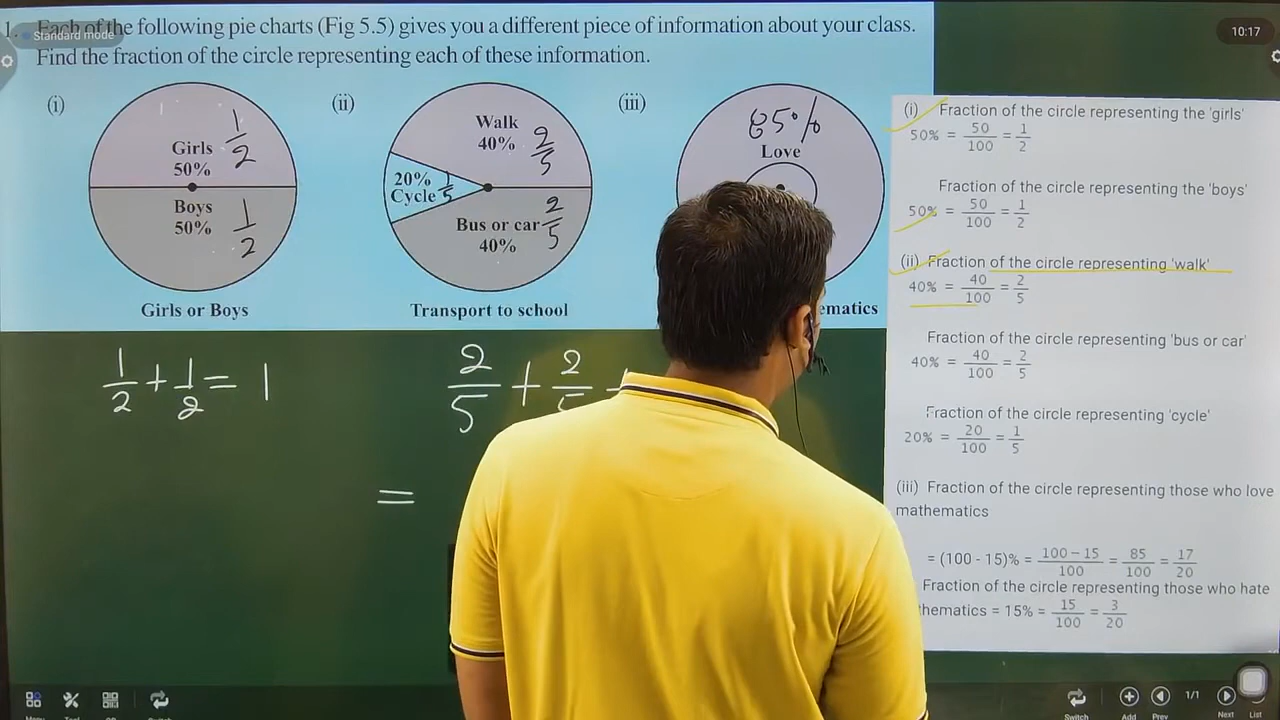 1. Each of the following pie charts (Fig 5.5) gives you a different piece of information about your class.
Standard mode
10:17
Find the fraction of the circle representing each of these information.
(i)
Girls
50%
1/2
Boys
50%
1/2
Girls or Boys
(ii)
Walk
40%
2/5
20%
Cycle
1/5
Bus or car
40%
2/5
Transport to school
(iii)
85%
Love
ematics
1/2 + 1/2 = 1
2/5 + 2/5 +
=
(i) Fraction of the circle representing the 'girls'
50% = 50/100 = 1/2
Fraction of the circle representing the 'boys'
50% = 50/100 = 1/2
(ii) Fraction of the circle representing 'walk'
40% = 40/100 = 2/5
Fraction of the circle representing 'bus or car'
40% = 40/100 = 2/5
Fraction of the circle representing 'cycle'
20% = 20/100 = 1/5
(iii) Fraction of the circle representing those who love
mathematics
= (100 - 15)% = 100 - 15/100 = 85/100 = 17/20
Fraction of the circle representing those who hate
thematics = 15% = 15/100 = 3/20
1/1
Switch Add Prev Next List